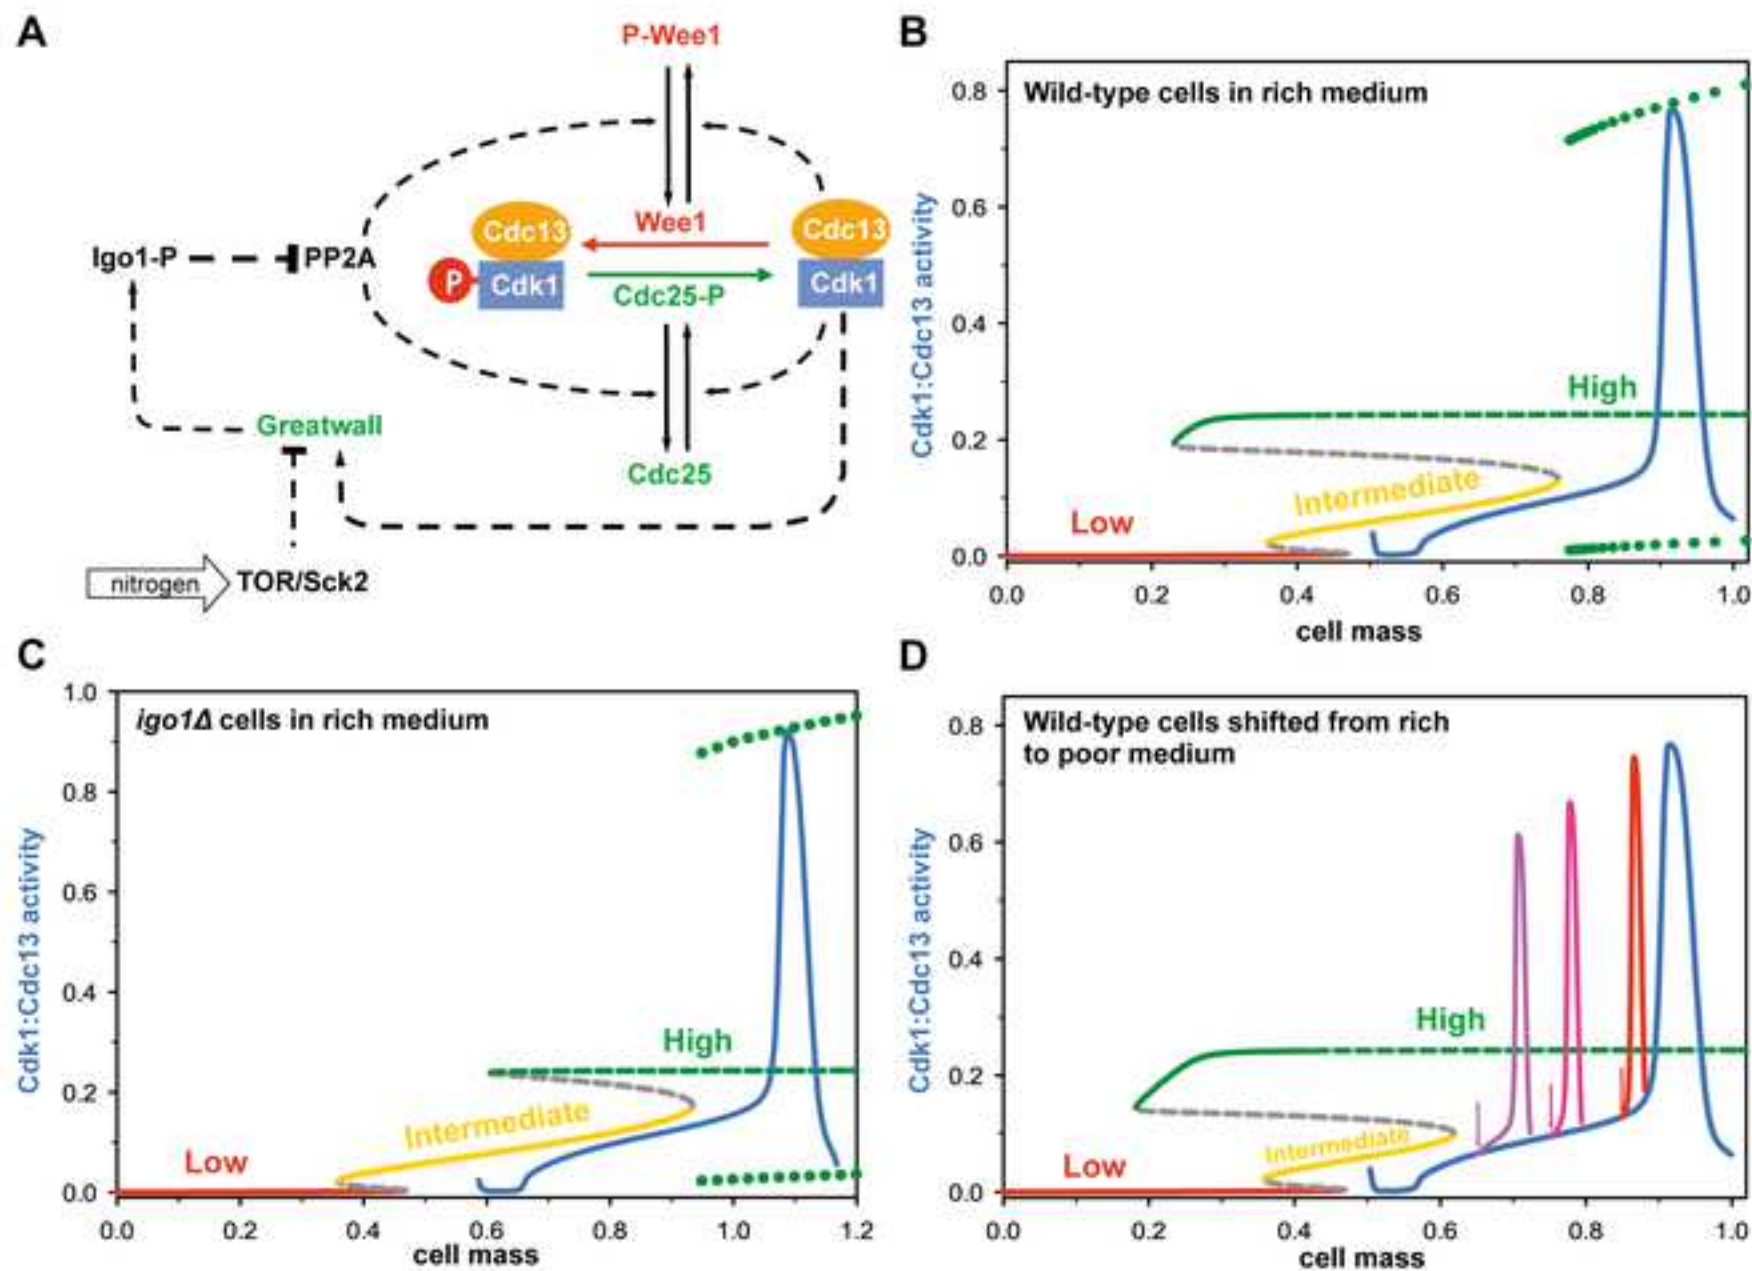 A
P-Wee1
Cdc13
Wee1
Cdc13
Igo1-P
PP2A
P
Cdk1
Cdc25-P
Cdk1
Greatwall
Cdc25
nitrogen
TOR/Sck2
B
Wild-type cells in rich medium
Cdk1:Cdc13 activity
0.8
0.6
0.4
0.2
0.0
High
Intermediate
Low
0.0 0.2 0.4 0.6 0.8 1.0
cell mass
C
igo1Δ cells in rich medium
Cdk1:Cdc13 activity
1.0
0.8
0.6
0.4
0.2
0.0
High
Intermediate
Low
0.0 0.2 0.4 0.6 0.8 1.0 1.2
cell mass
D
Wild-type cells shifted from rich
to poor medium
Cdk1:Cdc13 activity
0.8
0.6
0.4
0.2
0.0
High
Intermediate
Low
0.0 0.2 0.4 0.6 0.8 1.0
cell mass